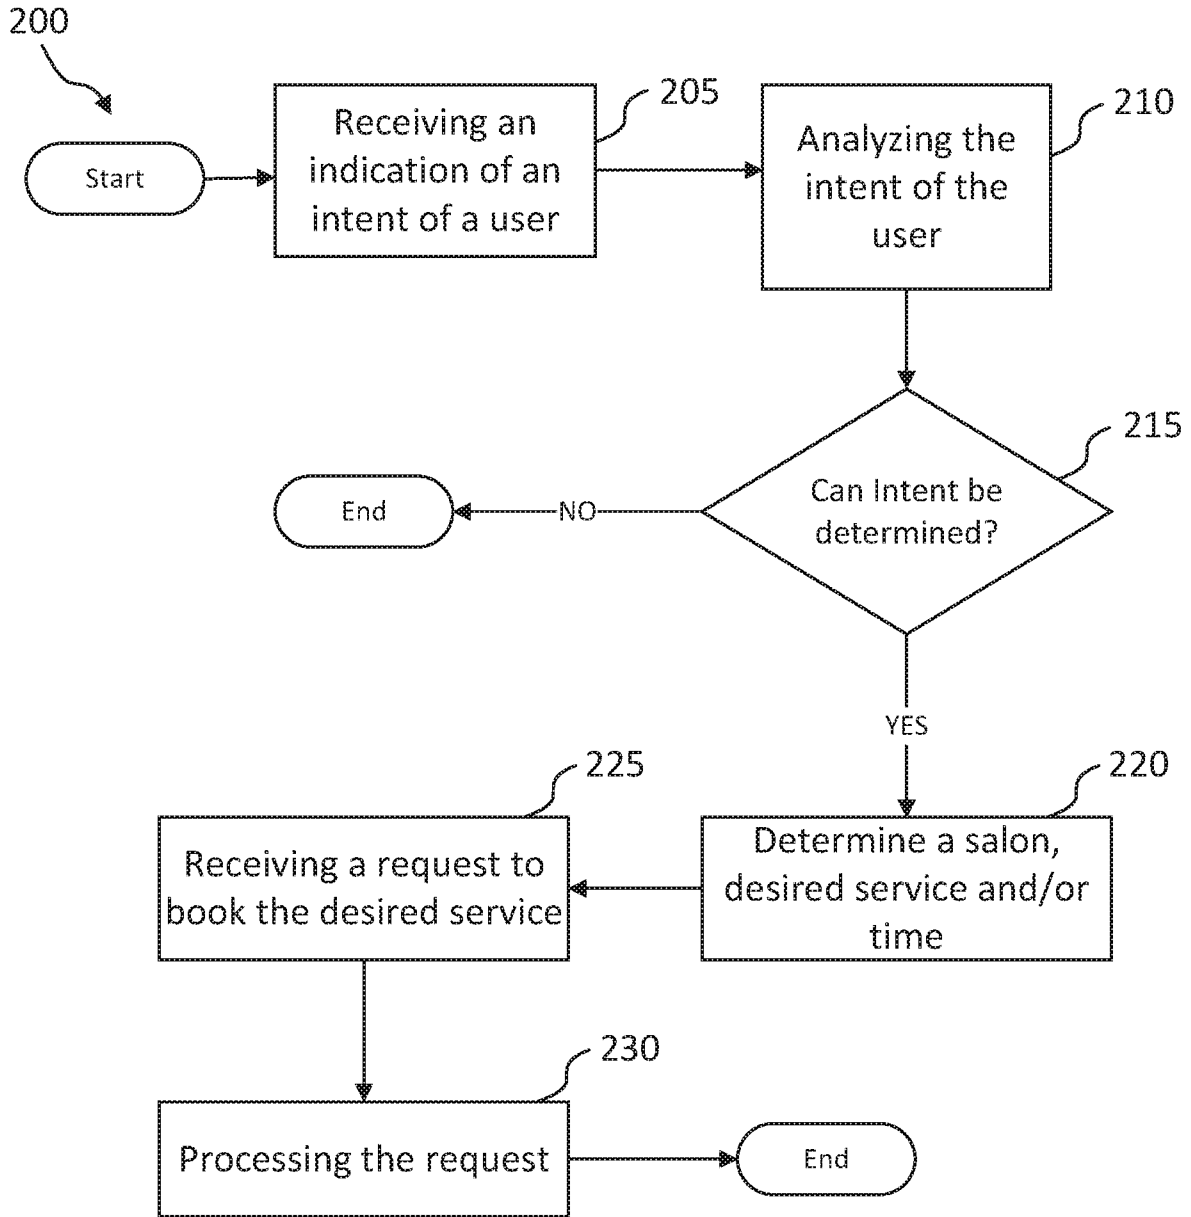 200
Start
205
Receiving an
indication of an
intent of a user
210
Analyzing the
intent of the
user
215
Can Intent be
determined?
NO
End
YES
220
Determine a salon,
desired service and/or
time
225
Receiving a request to
book the desired service
230
Processing the request
End